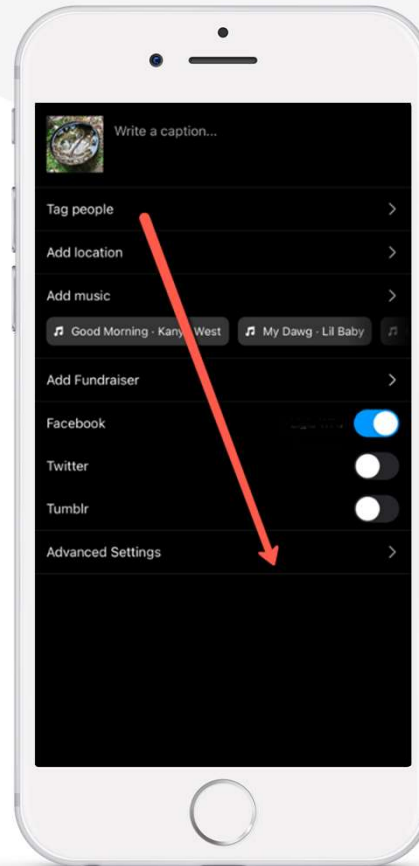 Write a caption...
Tag people
Add location
Add music
Good Morning · Kanye West
My Dawg · Lil Baby
Add Fundraiser
Facebook
Twitter
Tumblr
Advanced Settings